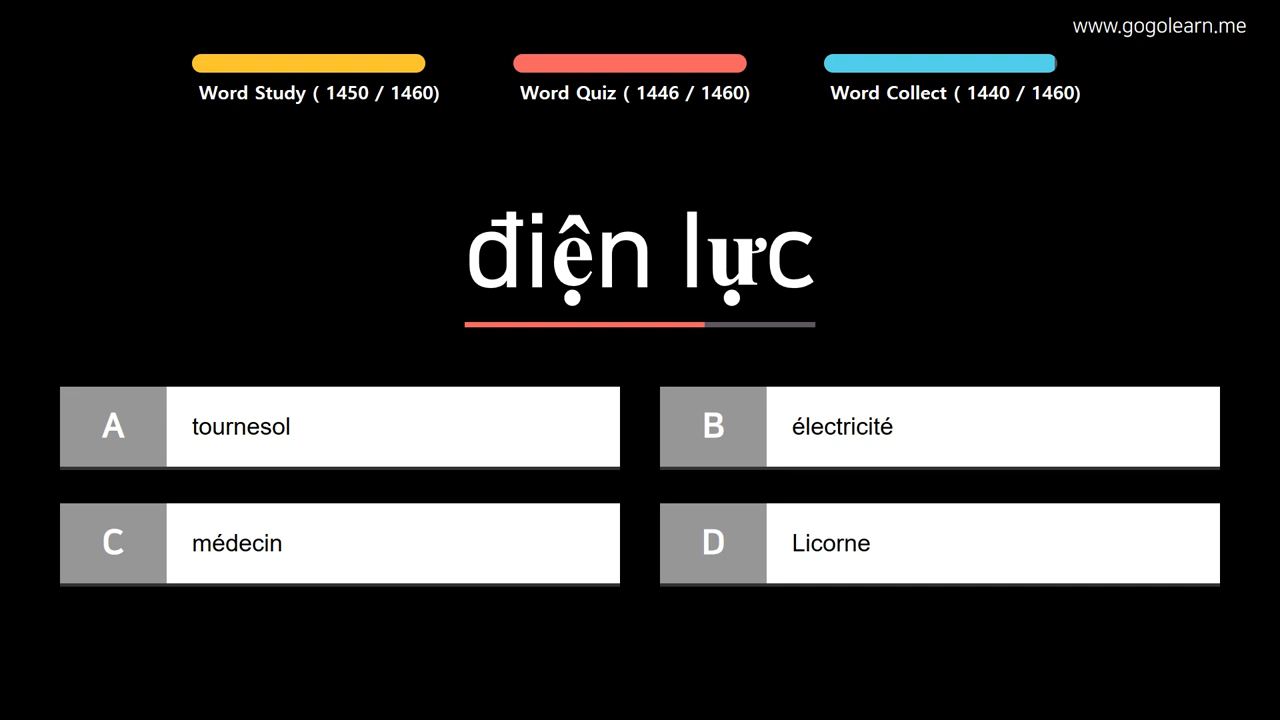 www.gogolearn.me
Word Study ( 1450 / 1460)
Word Quiz ( 1446 / 1460)
Word Collect ( 1440 / 1460)
điện lực
A tournesol
B électricité
C médecin
D Licorne